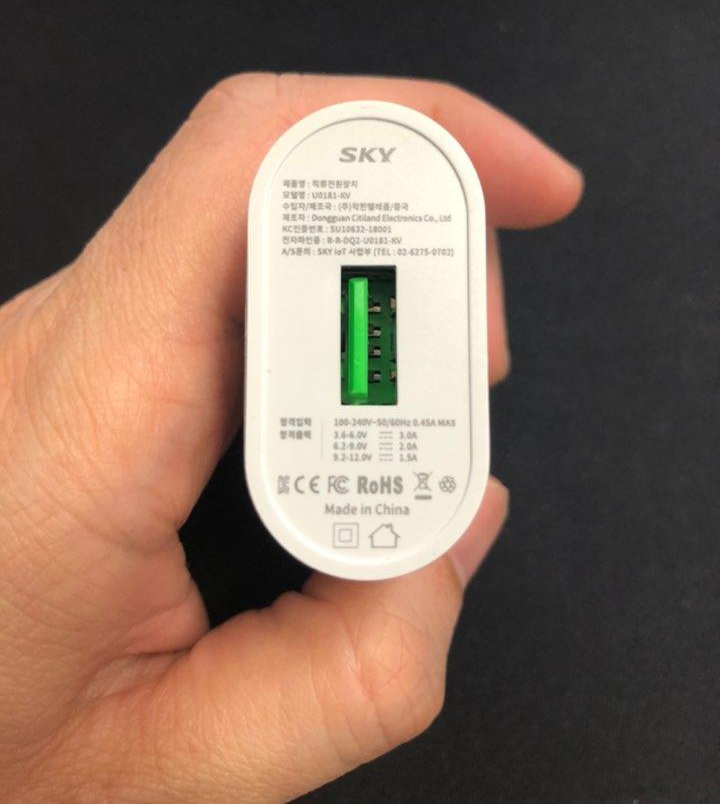 SKY
제품명 : 직류전원장치
모델명 : U0181-KV
수입자/제조국 : (주)착한텔레콤/중국
제조자 : Dongguan Citiland Electronics Co., Ltd
KC인증번호 : SU10632-18001
전자파인증 : R-R-DQ2-U0181-KV
A/S문의 : SKY IoT 사업부 (TEL : 02-6275-0702)
정격입력 100-240V~50/60Hz 0.45A MAX
정격출력 3.6-6.0V 3.0A
6.2-9.0V 2.0A
9.2-12.0V 1.5A
CE FC RoHS
Made in China